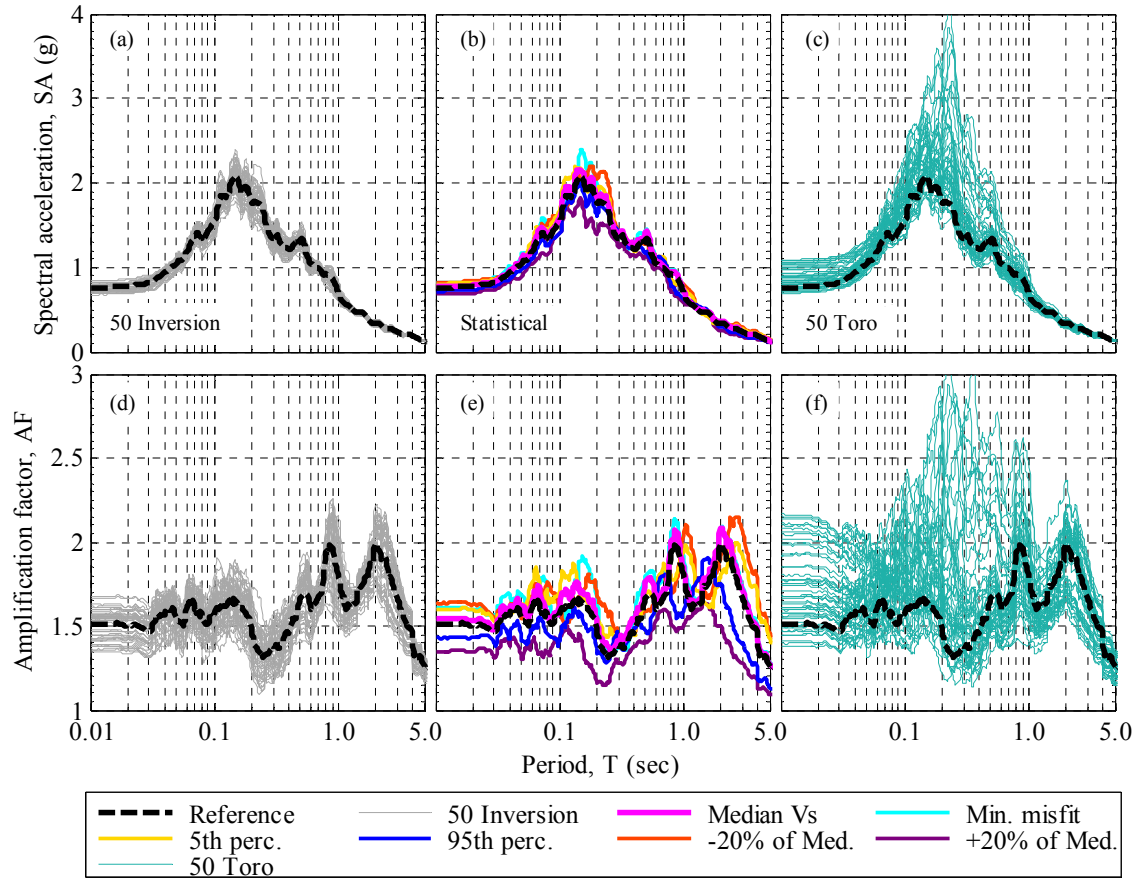 (a) (b) (c)
Spectral acceleration, SA (g)
4
3
2
1
0
50 Inversion Statistical 50 Toro
(d) (e) (f)
Amplification factor, AF
3
2.5
2
1.5
1
0.01 0.1 1.0 5.0 0.1 1.0 5.0 0.1 1.0 5.0
Period, T (sec)
Reference 50 Inversion Median Vs Min. misfit
5th perc. 95th perc. -20% of Med. +20% of Med.
50 Toro